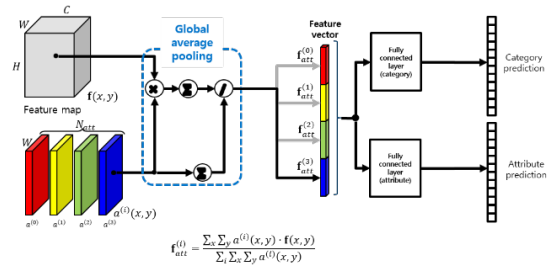 C
W
H
Feature map
f(x, y)
N_att
W
a^(0) a^(1) a^(2) a^(3)
a^(i)(x, y)
Global
average
pooling
×
Σ
/
Σ
Feature
vector
f_att^(0)
f_att^(1)
f_att^(2)
f_att^(3)
Fully
connected
layer
(category)
Fully
connected
layer
(attribute)
Category
prediction
Attribute
prediction
f_att^(i) = Σ_x Σ_y a^(i)(x, y) · f(x, y) / Σ_i Σ_x Σ_y a^(i)(x, y)